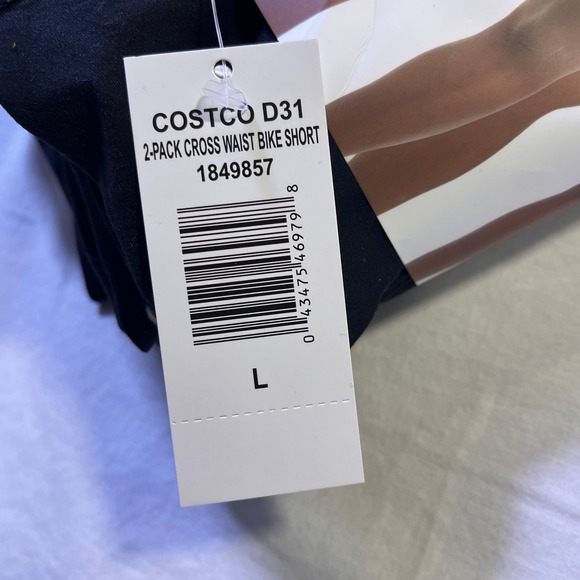 COSTCO D31
2-PACK CROSS WAIST BIKE SHORT
1849857
0 43475 46979 8
L